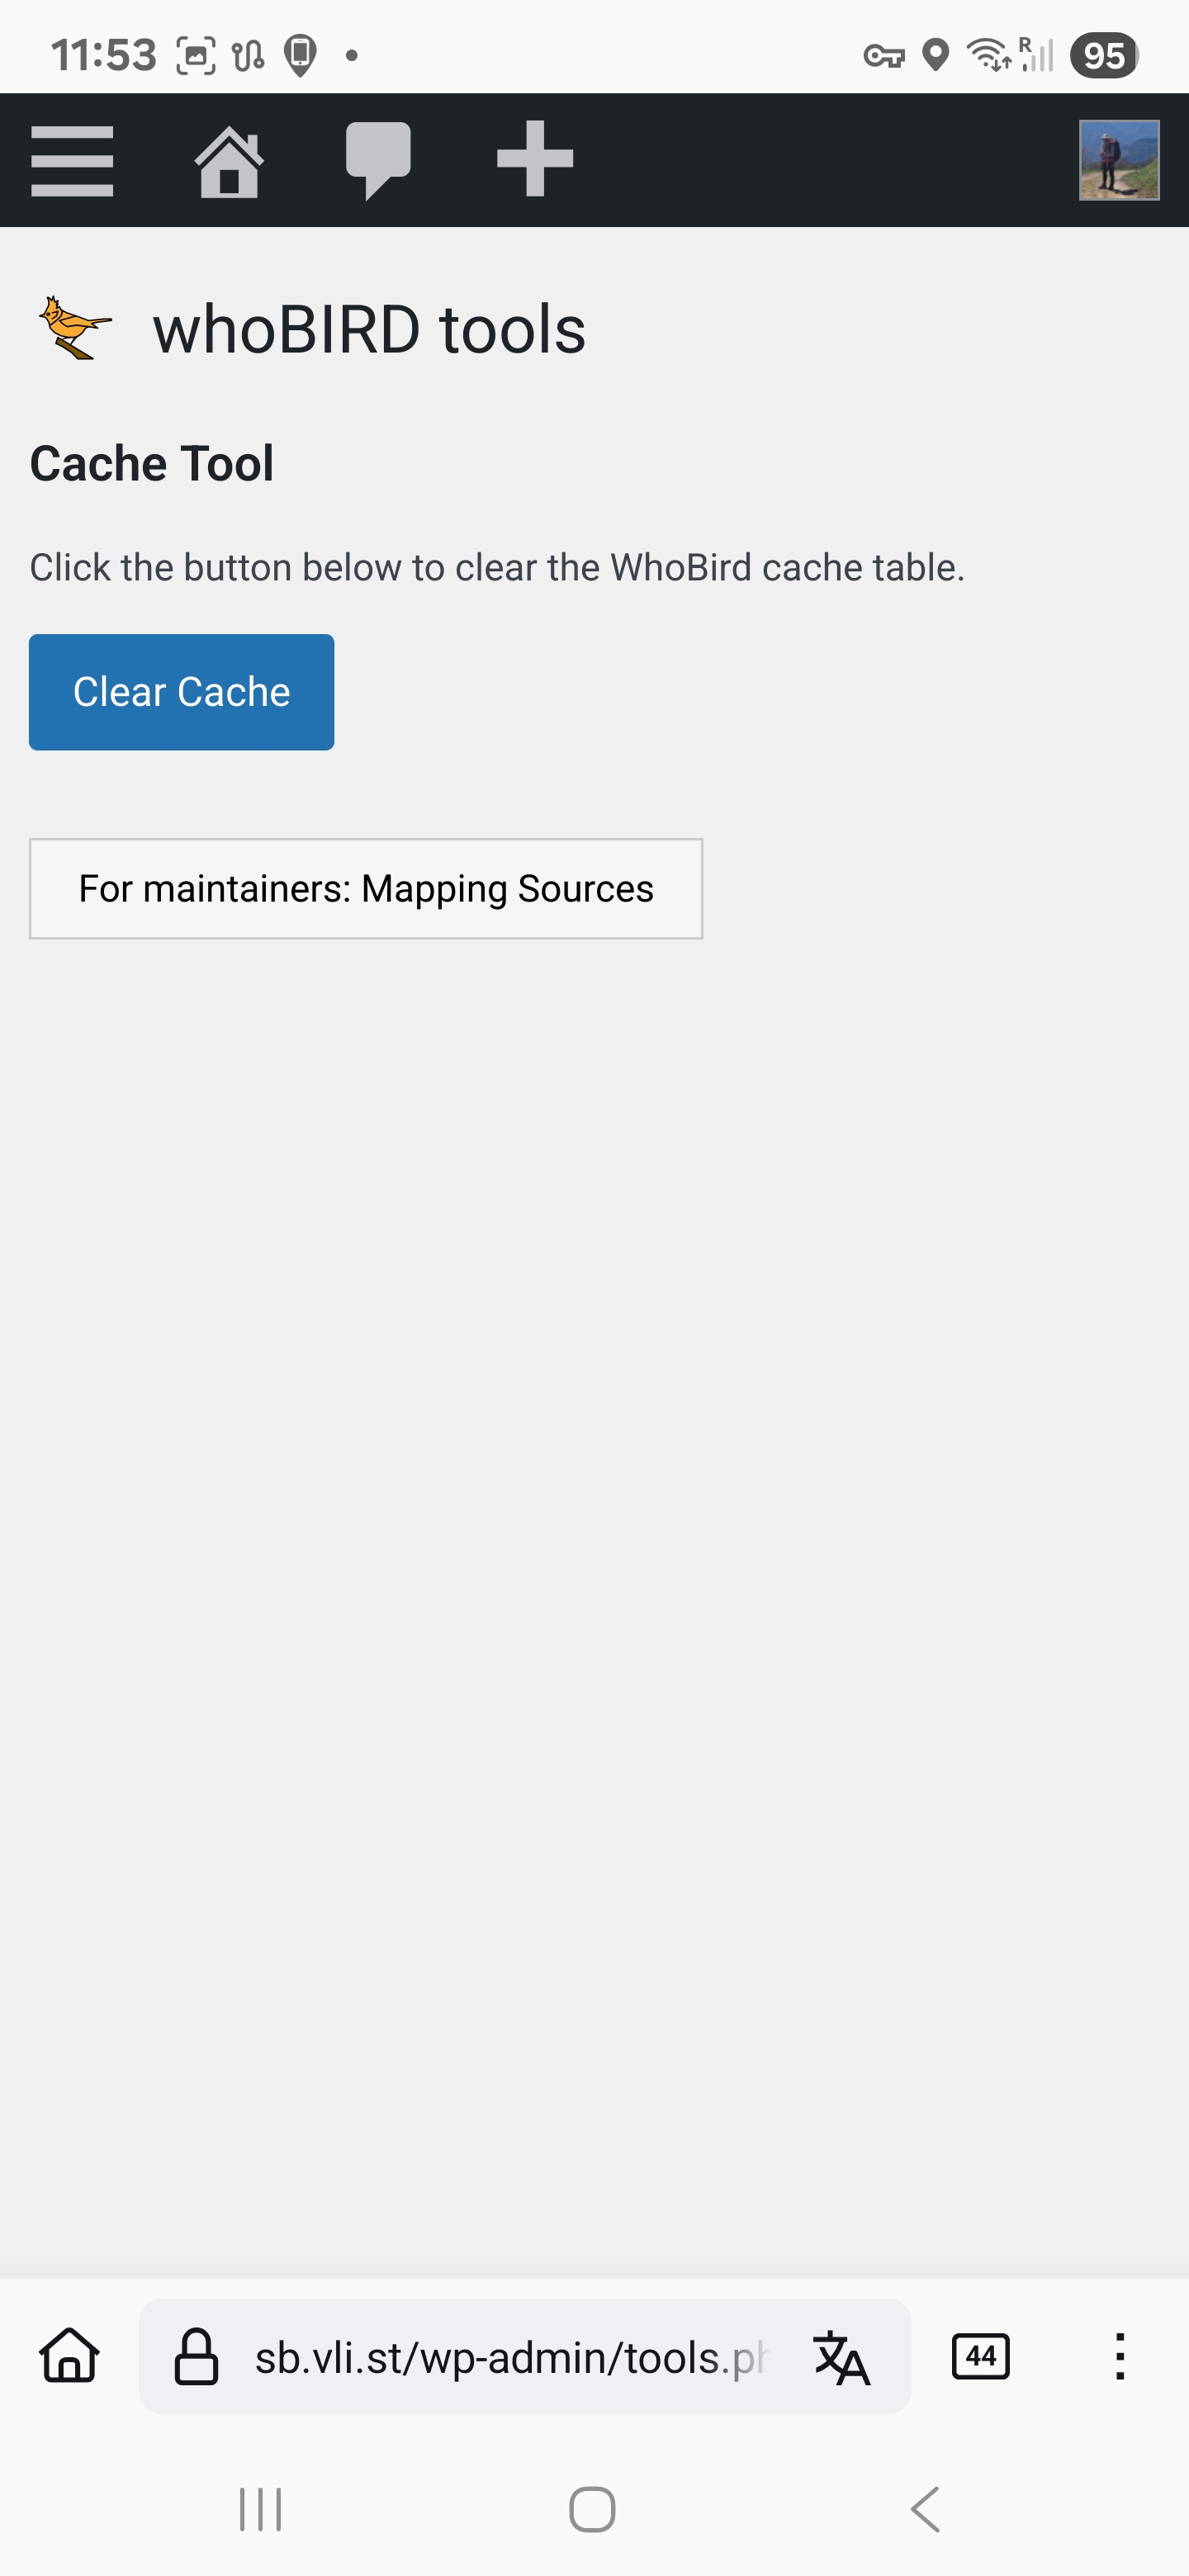 11:53
R
95
whoBIRD tools
Cache Tool
Click the button below to clear the WhoBird cache table.
Clear Cache
For maintainers: Mapping Sources
sb.vli.st/wp-admin/tools.ph
44